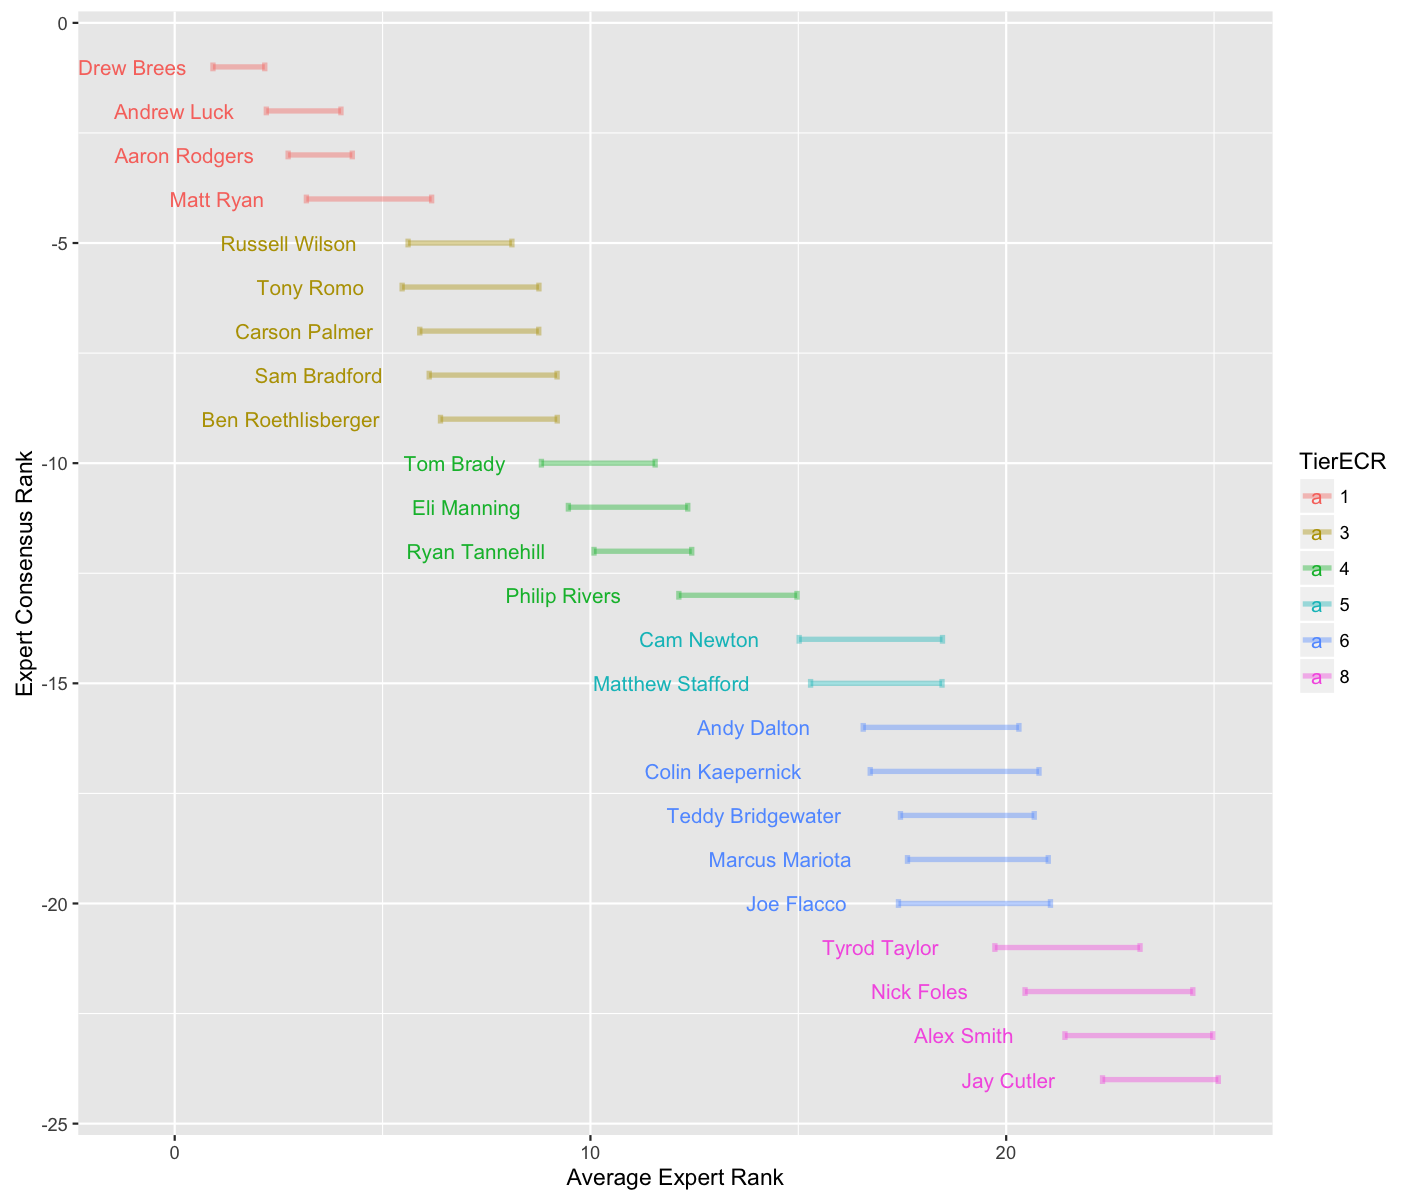 0
Drew Brees
Andrew Luck
Aaron Rodgers
Matt Ryan
-5
Russell Wilson
Tony Romo
Carson Palmer
Sam Bradford
Ben Roethlisberger
-10
Tom Brady
Eli Manning
Ryan Tannehill
Philip Rivers
Cam Newton
-15
Matthew Stafford
Andy Dalton
Colin Kaepernick
Teddy Bridgewater
Marcus Mariota
-20
Joe Flacco
Tyrod Taylor
Nick Foles
Alex Smith
Jay Cutler
-25
0 10 20
Average Expert Rank
Expert Consensus Rank
TierECR
a 1
a 3
a 4
a 5
a 6
a 8